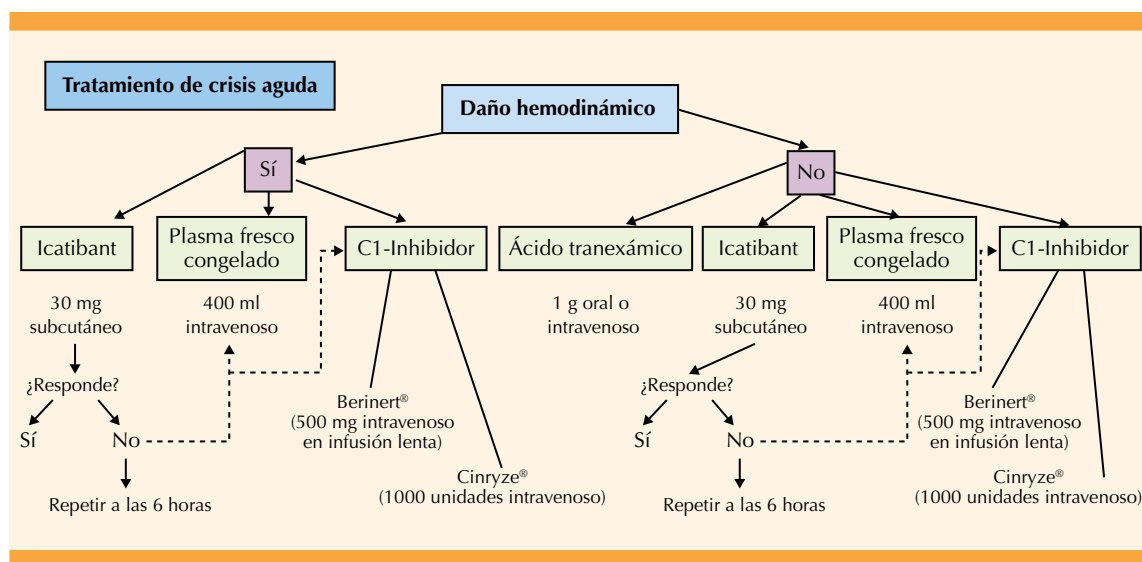 Tratamiento de crisis aguda
Daño hemodinámico
Sí
No
Icatibant
Plasma fresco
congelado
C1-Inhibidor
Ácido tranexámico
Icatibant
Plasma fresco
congelado
C1-Inhibidor
30 mg
subcutáneo
400 ml
intravenoso
1 g oral o
intravenoso
30 mg
subcutáneo
400 ml
intravenoso
¿Responde?
Sí
No
Repetir a las 6 horas
Berinert®
(500 mg intravenoso
en infusión lenta)
Cinryze®
(1000 unidades intravenoso)
¿Responde?
Sí
No
Repetir a las 6 horas
Berinert®
(500 mg intravenoso
en infusión lenta)
Cinryze®
(1000 unidades intravenoso)